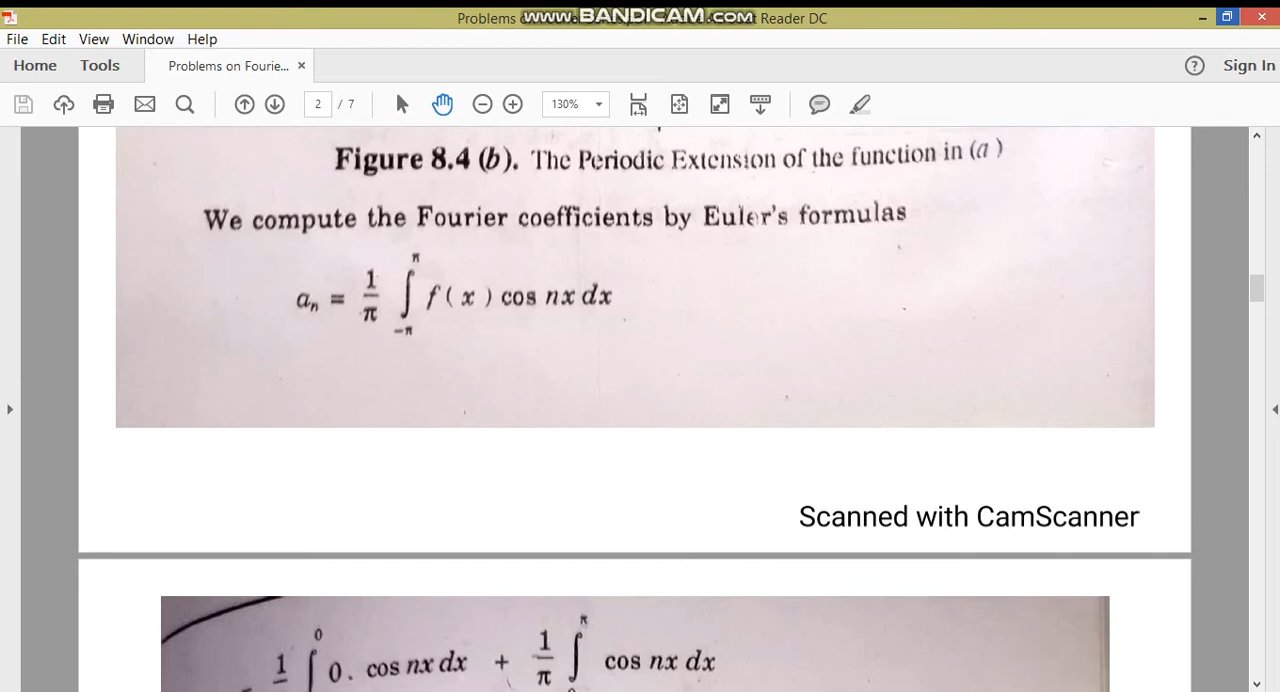 Problems
www.BANDICAM.com
t Reader DC
File Edit View Window Help
Home Tools Problems on Fourie... × Sign In
2 / 7 130%
Figure 8.4 (b). The Periodic Extension of the function in (a )
We compute the Fourier coefficients by Euler's formulas
aₙ = 1/π ∫_{-π}^{π} f ( x ) cos nx dx
Scanned with CamScanner
1 ∫^{0} 0. cos nx dx + 1/π ∫^{π} cos nx dx